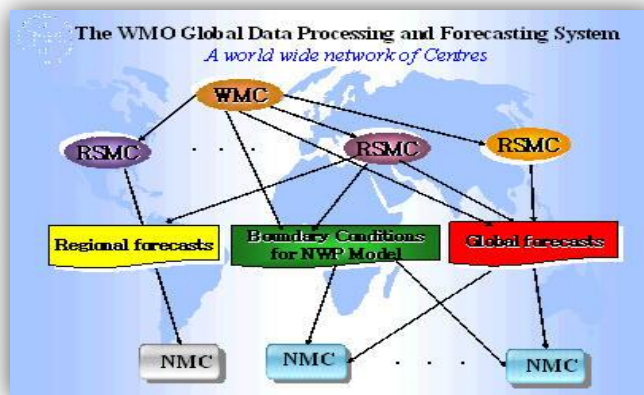 The WMO Global Data Processing and Forecasting System
A world wide network of Centres
WMC
RSMC
. . .
RSMC
RSMC
Regional forecasts
Boundary Conditions
for NWP Model
Global forecasts
NMC
NMC
. . .
NMC